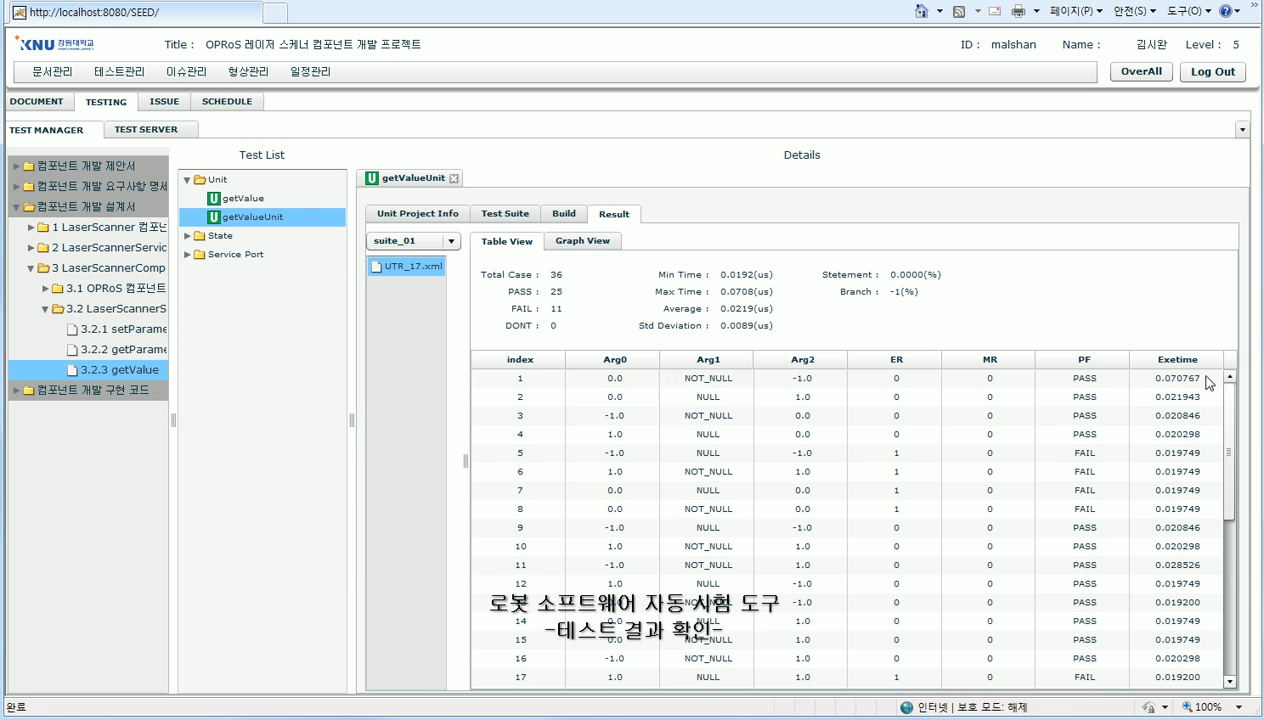 http://localhost:8080/SEED/
페이지(P) 안전(S) 도구(O)
KNU 강원대학교
Title : OPRoS 레이저 스케너 컴포넌트 개발 프로젝트
ID : malshan Name : 김시완 Level : 5
문서관리 테스트관리 이슈관리 형상관리 일정관리
OverAll Log Out
DOCUMENT TESTING ISSUE SCHEDULE
TEST MANAGER TEST SERVER
컴포넌트 개발 제안서
컴포넌트 개발 요구사항 명세
컴포넌트 개발 설계서
1 LaserScanner 컴포넌
2 LaserScannerServic
3 LaserScannerComp
3.1 OPRoS 컴포넌트
3.2 LaserScannerS
3.2.1 setParame
3.2.2 getParame
3.2.3 getValue
컴포넌트 개발 구현 코드
Test List
Unit
getValue
getValueUnit
State
Service Port
Details
getValueUnit
Unit Project Info Test Suite Build Result
suite_01
UTR_17.xml
Table View Graph View
Total Case : 36 Min Time : 0.0192(us) Stetement : 0.0000(%)
PASS : 25 Max Time : 0.0708(us) Branch : -1(%)
FAIL : 11 Average : 0.0219(us)
DONT : 0 Std Deviation : 0.0089(us)
index Arg0 Arg1 Arg2 ER MR PF Exetime
1 0.0 NOT_NULL -1.0 0 0 PASS 0.070767
2 0.0 NULL 1.0 0 0 PASS 0.021943
3 -1.0 NOT_NULL 0.0 0 0 PASS 0.020846
4 1.0 NULL 0.0 0 0 PASS 0.020298
5 -1.0 NULL -1.0 1 0 FAIL 0.019749
6 1.0 NOT_NULL 1.0 1 0 FAIL 0.019749
7 0.0 NULL 0.0 1 0 FAIL 0.019749
8 0.0 NOT_NULL 0.0 1 0 FAIL 0.019749
9 -1.0 NULL -1.0 0 0 PASS 0.020846
10 1.0 NOT_NULL 1.0 0 0 PASS 0.020298
11 -1.0 NOT_NULL 1.0 0 0 PASS 0.028526
12 1.0 NULL -1.0 0 0 PASS 0.019749
-1.0 0 0 PASS 0.019200
14 0.0 NULL 1.0 0 0 PASS 0.019200
15 0.0 NOT_NULL 1.0 0 0 PASS 0.019749
16 -1.0 NOT_NULL 1.0 0 0 PASS 0.020298
17 1.0 NULL 1.0 1 0 FAIL 0.019200
로봇 소프트웨어 자동 시험 도구
-테스트 결과 확인-
완료
인터넷 | 보호 모드: 해제
100%